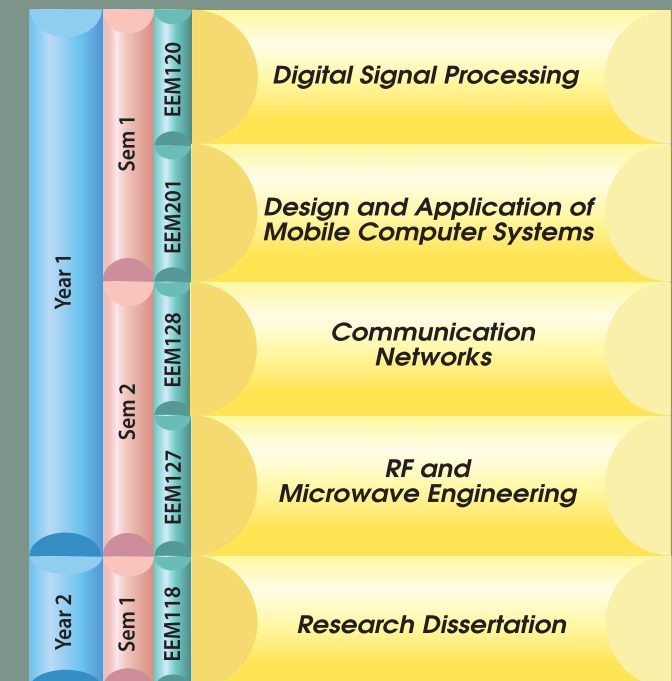 Year 1
Sem 1
EEM120
Digital Signal Processing
EEM201
Design and Application of
Mobile Computer Systems
Sem 2
EEM128
Communication
Networks
EEM127
RF and
Microwave Engineering
Year 2
Sem 1
EEM118
Research Dissertation